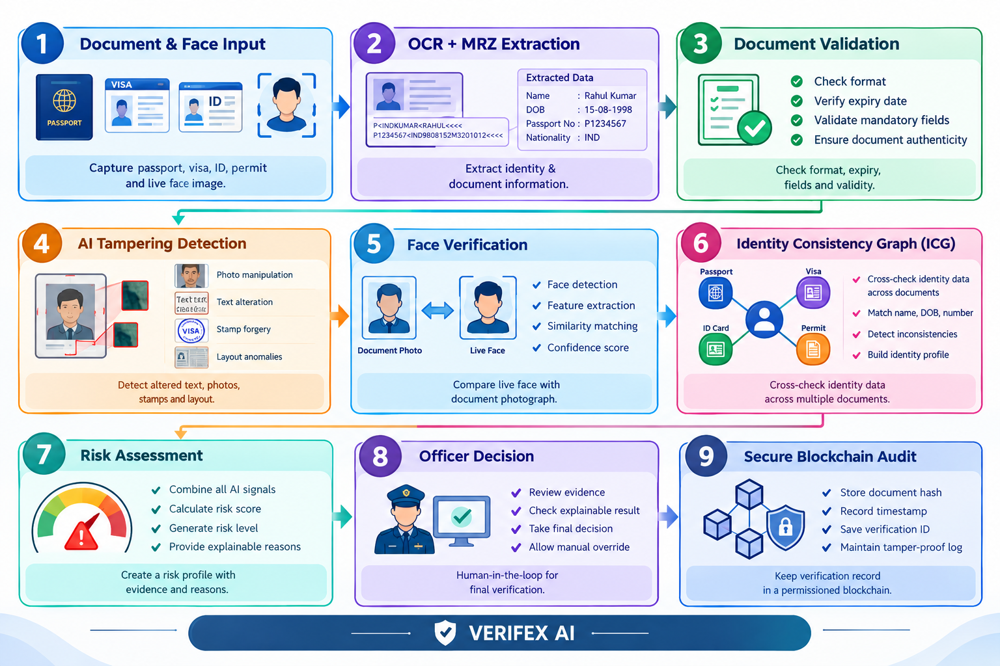 1 Document & Face Input
PASSPORT
VISA
ID
Capture passport, visa, ID, permit
and live face image.
2 OCR + MRZ Extraction
P<INDKUMAR<RAHUL<<<<
P1234567<IND9808152M3201012<<<<
Extracted Data
Name : Rahul Kumar
DOB : 15-08-1998
Passport No : P1234567
Nationality : IND
Extract identity &
document information.
3 Document Validation
Check format
Verify expiry date
Validate mandatory fields
Ensure document authenticity
Check format, expiry,
fields and validity.
4 AI Tampering Detection
Photo manipulation
Text alteration
VISA
Stamp forgery
Layout anomalies
Detect altered text, photos,
stamps and layout.
5 Face Verification
Document Photo
Live Face
Face detection
Feature extraction
Similarity matching
Confidence score
Compare live face with
document photograph.
6 Identity Consistency Graph (ICG)
Passport
Visa
ID Card
Permit
Cross-check identity data
across documents
Match name, DOB, number
Detect inconsistencies
Build identity profile
Cross-check identity data
across multiple documents.
7 Risk Assessment
Combine all AI signals
Calculate risk score
Generate risk level
Provide explainable reasons
Create a risk profile with
evidence and reasons.
8 Officer Decision
Review evidence
Check explainable result
Take final decision
Allow manual override
Human-in-the-loop for
final verification.
9 Secure Blockchain Audit
Store document hash
Record timestamp
Save verification ID
Maintain tamper-proof log
Keep verification record
in a permissioned blockchain.
VERIFEX AI